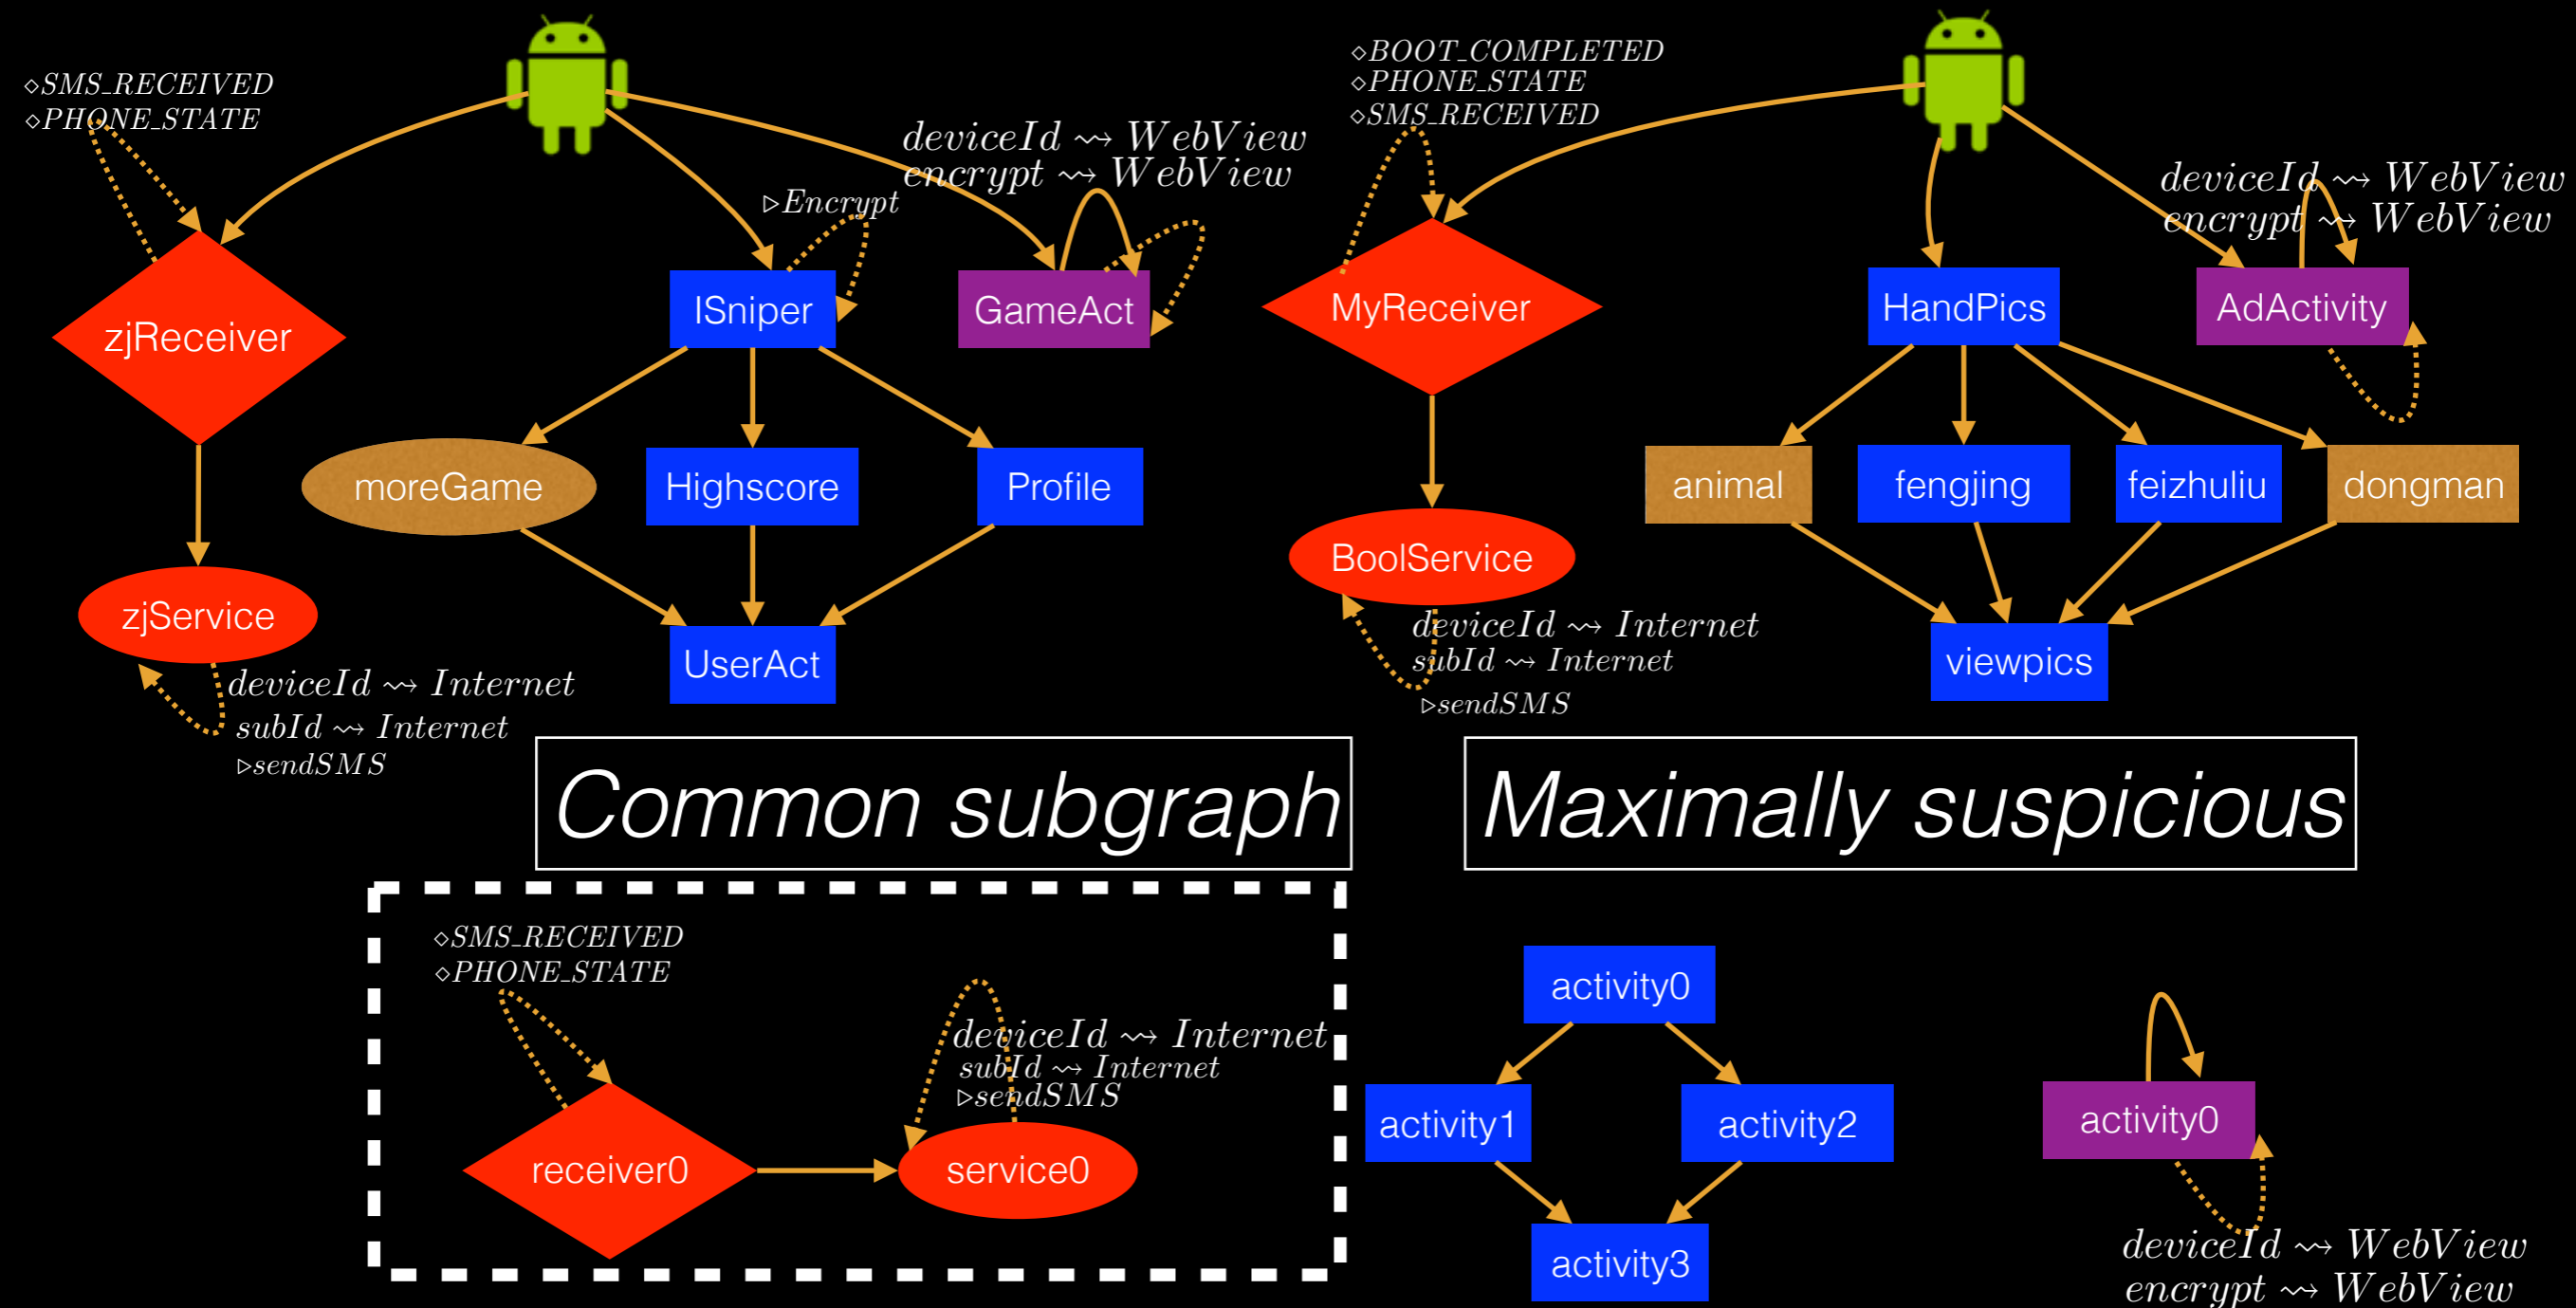 ◇SMS_RECEIVED
◇PHONE_STATE
deviceId ⇝ WebView
encrypt ⇝ WebView
▷Encrypt
zjReceiver
ISniper
GameAct
moreGame
Highscore
Profile
zjService
UserAct
deviceId ⇝ Internet
subId ⇝ Internet
▷sendSMS
◇BOOT_COMPLETED
◇PHONE_STATE
◇SMS_RECEIVED
deviceId ⇝ WebView
encrypt ⇝ WebView
MyReceiver
HandPics
AdActivity
animal
fengjing
feizhuliu
dongman
BoolService
deviceId ⇝ Internet
subId ⇝ Internet
▷sendSMS
viewpics
Common subgraph
Maximally suspicious
◇SMS_RECEIVED
◇PHONE_STATE
deviceId ⇝ Internet
subId ⇝ Internet
▷sendSMS
receiver0
service0
activity0
activity1
activity2
activity3
activity0
deviceId ⇝ WebView
encrypt ⇝ WebView